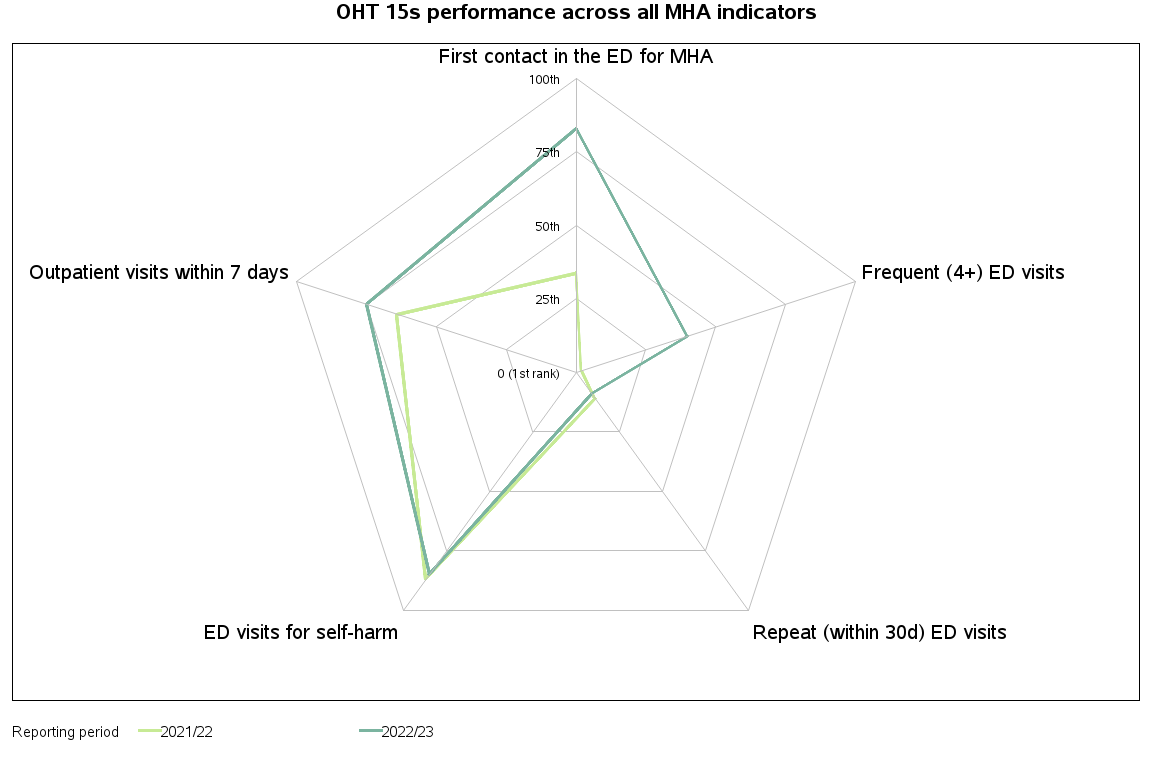 OHT 15s performance across all MHA indicators
First contact in the ED for MHA
100th
75th
50th
Outpatient visits within 7 days
Frequent (4+) ED visits
25th
0 (1st rank)
ED visits for self-harm
Repeat (within 30d) ED visits
Reporting period 2021/22 2022/23